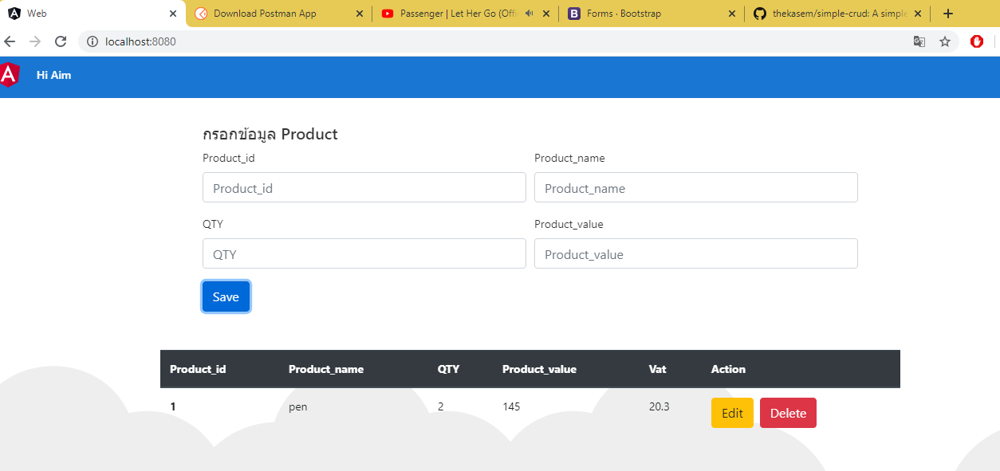 Web Download Postman App Passenger | Let Her Go (Offi Forms · Bootstrap thekasem/simple-crud: A simple
localhost:8080
Hi Aim
กรอกข้อมูล Product
Product_id Product_name
Product_id Product_name
QTY Product_value
QTY Product_value
Save
Product_id Product_name QTY Product_value Vat Action
1 pen 2 145 20.3 Edit Delete